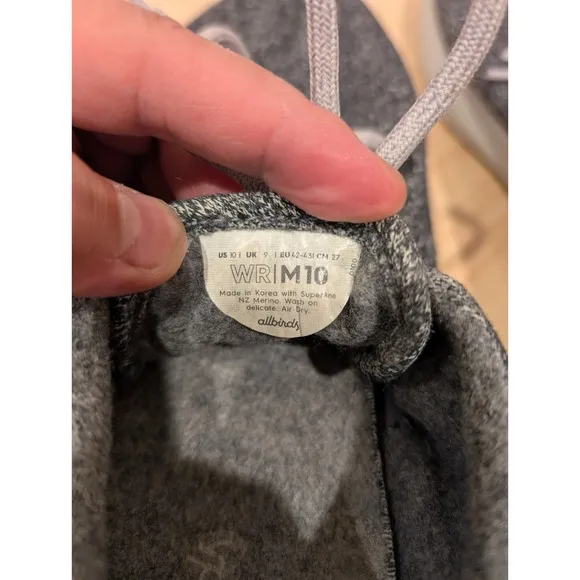 US 10 | UK 9 | EU 42-43 | CM 27
WR|M10
Made in Korea with Superfine
NZ Merino. Wash on
delicate. Air Dry.
allbirds